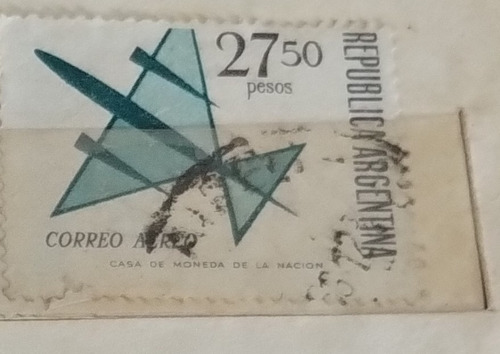 27 50
pesos
REPUBLICA ARGENTINA
CORREO AEREO
CASA DE MONEDA DE LA NACION